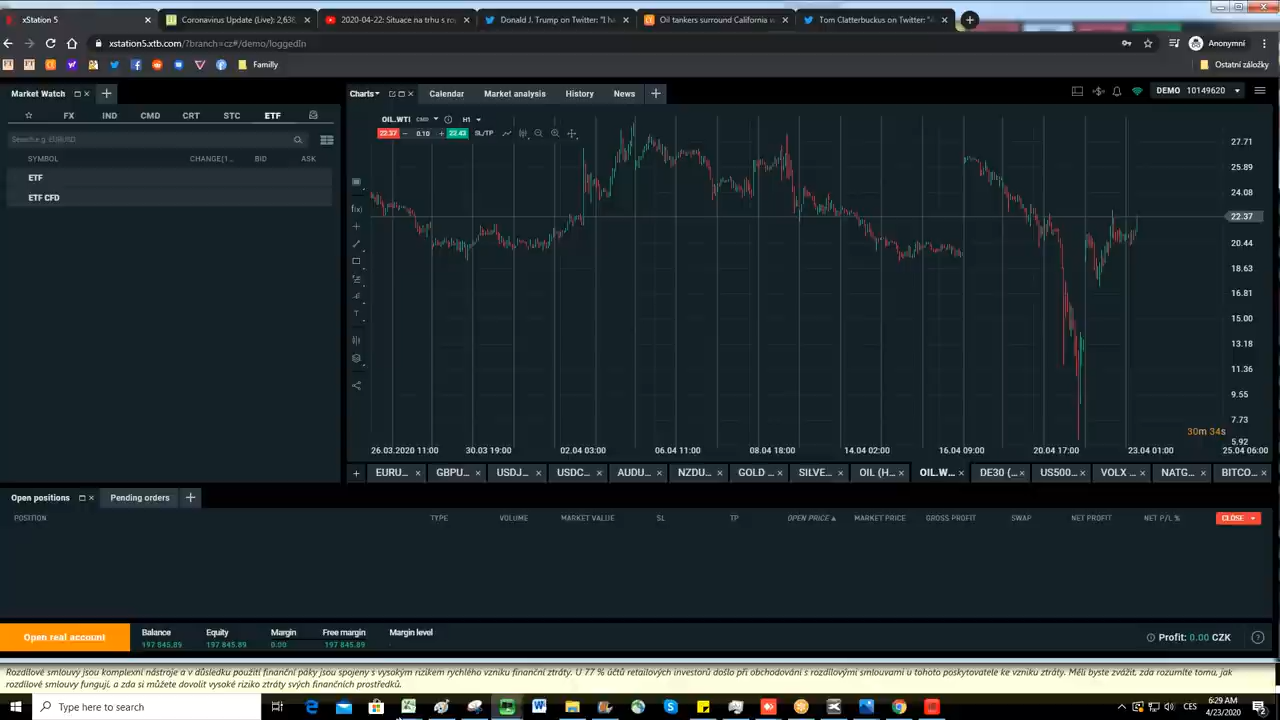 xStation 5
Coronavirus Update (Live): 2,638,
2020-04-22: Situace na trhu s ro
Donald J. Trump on Twitter: "I h
Oil tankers surround California w
Tom Clatterbuckus on Twitter: "
xstation5.xtb.com/?branch=cz#/demo/loggedIn
Anonymní
Familly
Ostatní záložky
Market Watch
Charts
Calendar
Market analysis
History
News
DEMO 10149620
FX
IND
CMD
CRT
STC
ETF
OIL.WTI CMD
H1
22.37
0.10
22.43
SL/TP
SYMBOL
CHANGE(1...
BID
ASK
ETF
ETF CFD
f(x)
T
27.71
25.89
24.08
22.37
20.44
18.63
16.81
15.00
13.18
11.36
9.55
7.73
5.92
30m 34s
26.03.2020 11:00
30.03 19:00
02.04 03:00
06.04 11:00
08.04 18:00
14.04 02:00
16.04 09:00
20.04 17:00
23.04 01:00
25.04 06:00
EURU...
GBPU...
USDJ...
USDC...
AUDU...
NZDU...
GOLD ...
SILVE...
OIL (H...
OIL.W...
DE30 (...
US500...
VOLX ...
NATG...
BITCO...
Open positions
Pending orders
POSITION
TYPE
VOLUME
MARKET VALUE
SL
TP
OPEN PRICE
MARKET PRICE
GROSS PROFIT
SWAP
NET PROFIT
NET P/L %
CLOSE
Open real account
Balance
197 845.89
Equity
197 845.89
Margin
0.00
Free margin
197 845.89
Margin level
Profit: 0.00 CZK
Rozdílové smlouvy jsou komplexní nástroje a v důsledku použití finanční páky jsou spojeny s vysokým rizikem rychlého vzniku finanční ztráty. U 77 % účtů retailových investorů došlo při obchodování s rozdílovými smlouvami u tohoto poskytovatele ke vzniku ztráty. Měli byste zvážit, zda rozumíte tomu, jak
rozdílové smlouvy fungují, a zda si můžete dovolit vysoké riziko ztráty svých finančních prostředků.
Type here to search
CES
6:29 AM
4/23/2020